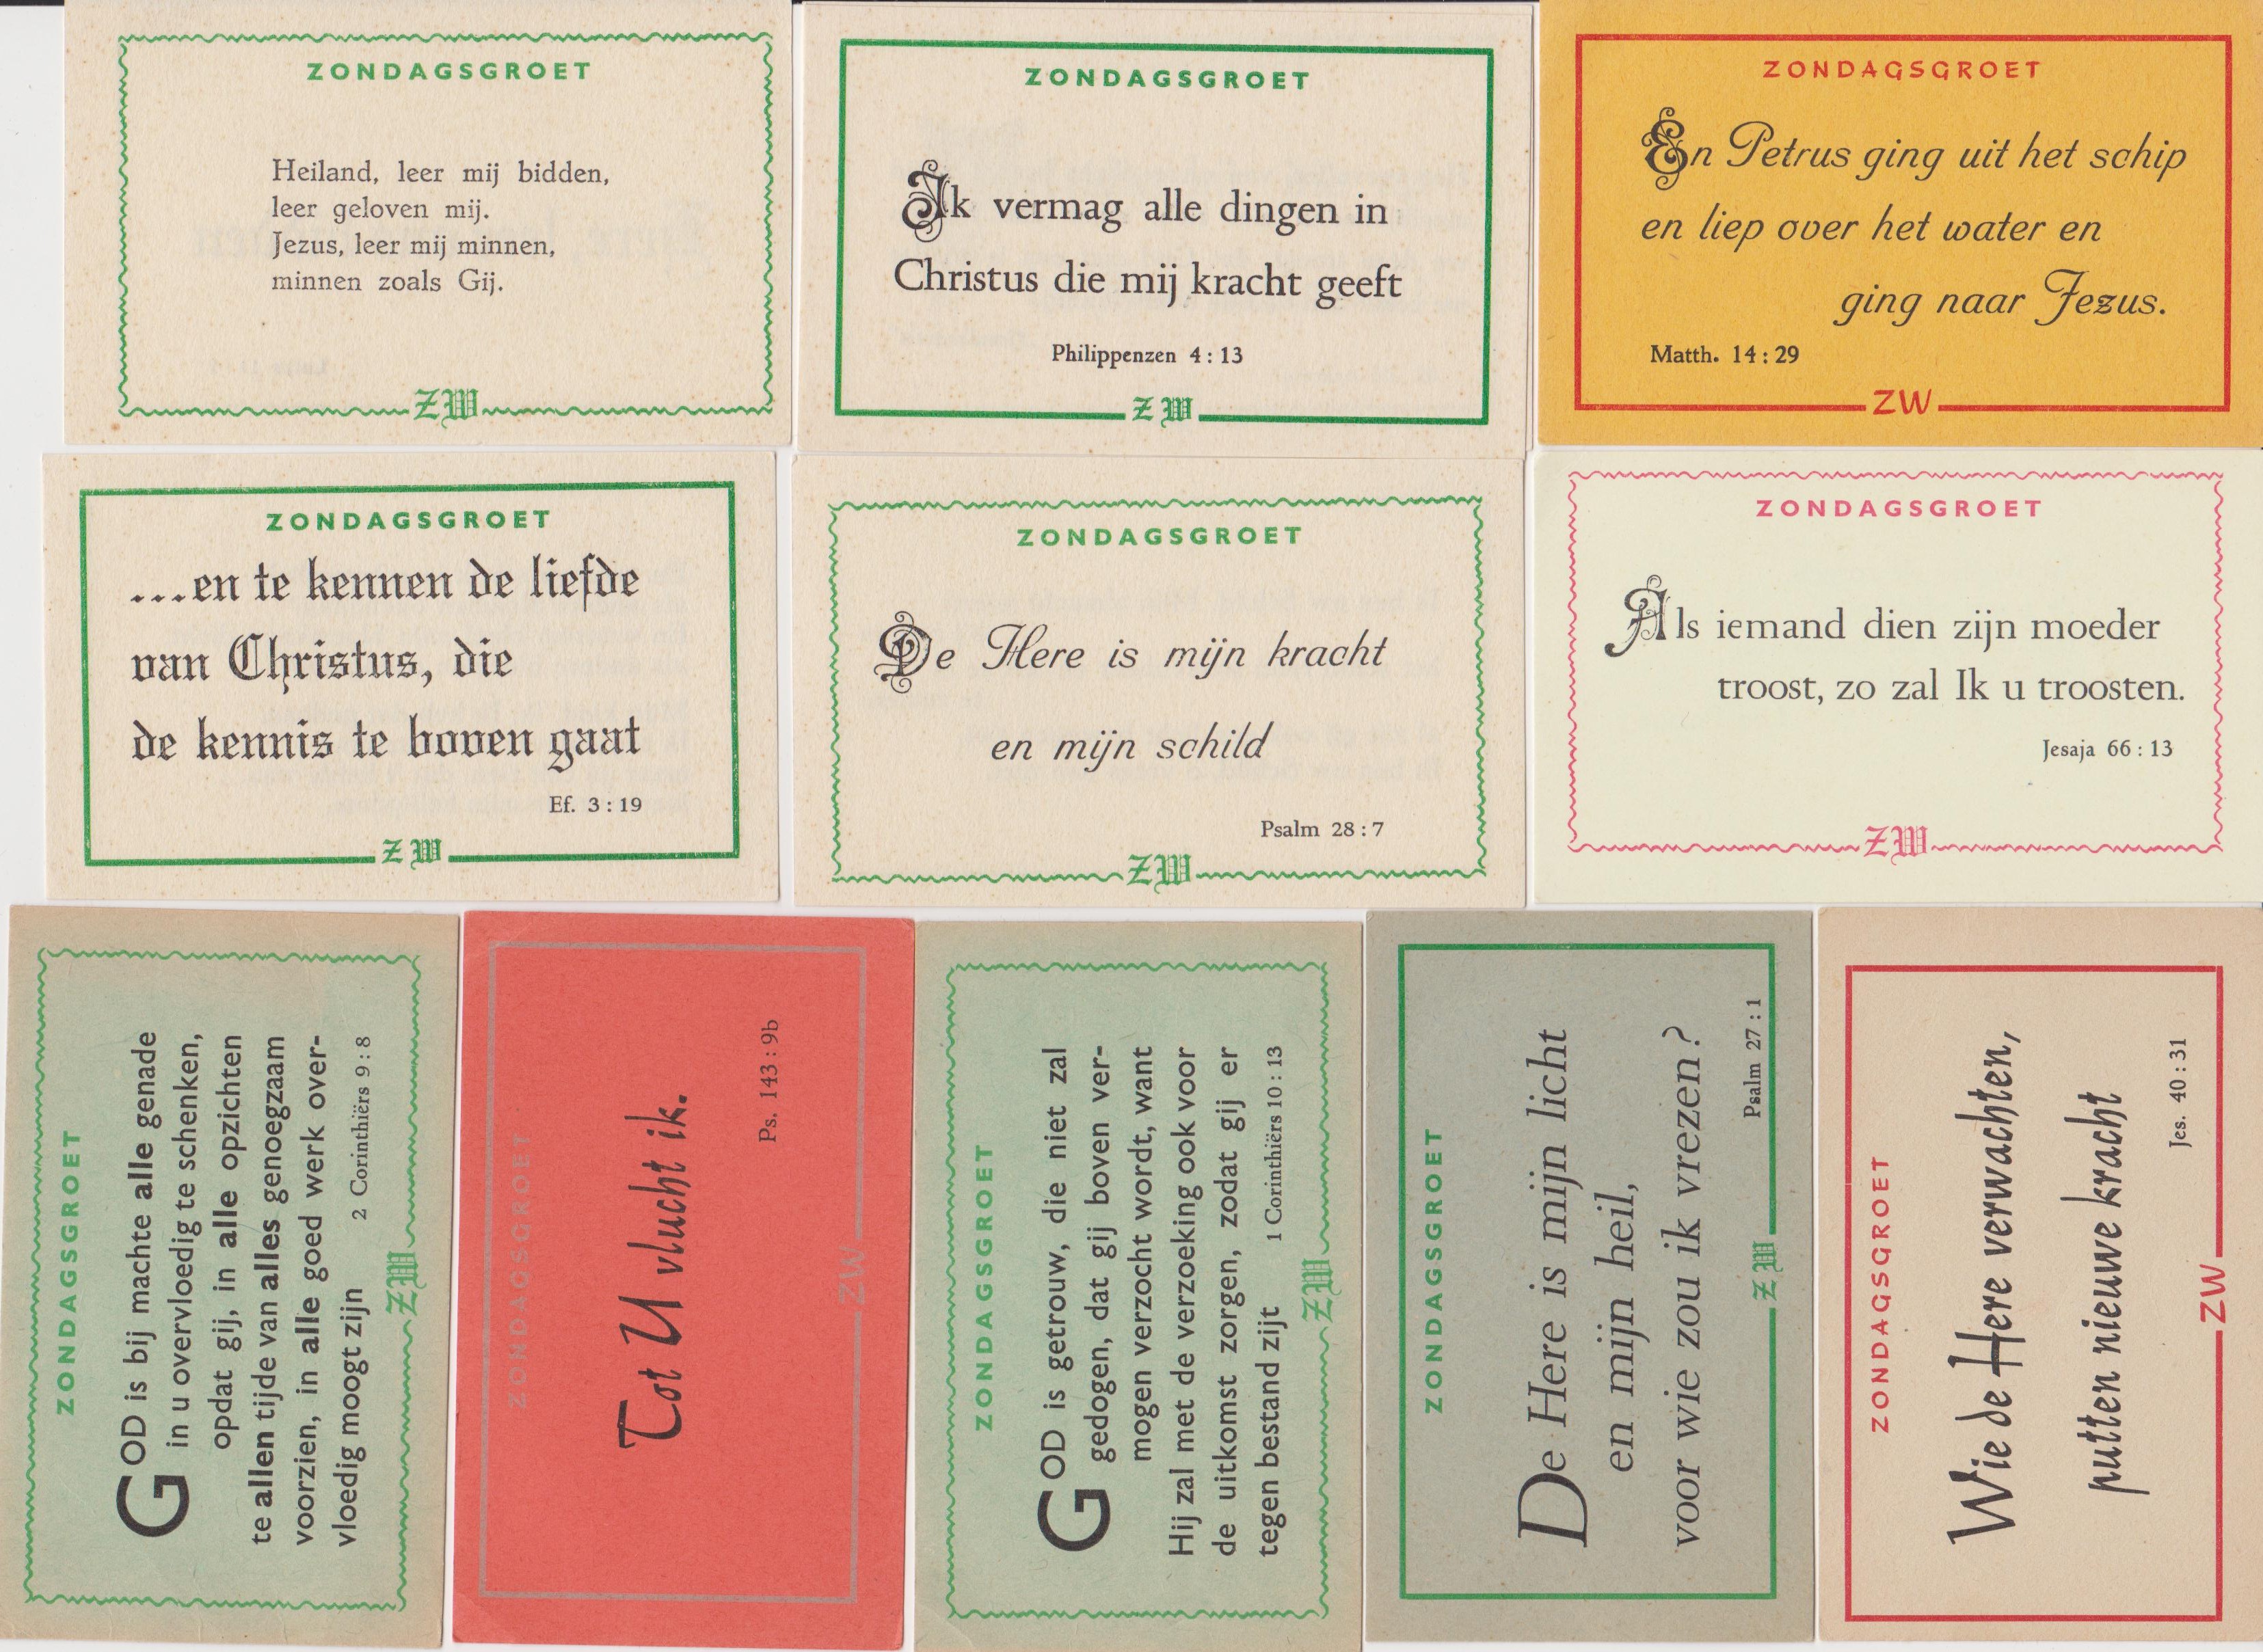 ZONDAGSGROET
Heiland, leer mij bidden,
leer geloven mij.
Jezus, leer mij minnen,
minnen zoals Gij.
ZW
ZONDAGSGROET
Ik vermag alle dingen in
Christus die mij kracht geeft
Philippenzen 4 : 13
ZW
ZONDAGSGROET
En Petrus ging uit het schip
en liep over het water en
ging naar Jezus.
Matth. 14 : 29
ZW
ZONDAGSGROET
...en te kennen de liefde
van Christus, die
de kennis te boven gaat
Ef. 3 : 19
ZW
ZONDAGSGROET
De Here is mijn kracht
en mijn schild
Psalm 28 : 7
ZW
ZONDAGSGROET
Als iemand dien zijn moeder
troost, zo zal Ik u troosten.
Jesaja 66 : 13
ZW
ZONDAGSGROET
GOD is bij machte alle genade
in u overvloedig te schenken,
opdat gij, in alle opzichten
te allen tijde van alles genoegzaam
voorzien, in alle goed werk over-
vloedig moogt zijn 2 Corinthiërs 9 : 8
ZW
ZONDAGSGROET
Tot U vlucht ik.
Ps. 143 : 9b
ZW
ZONDAGSGROET
GOD is getrouw, die niet zal
gedogen, dat gij boven ver-
mogen verzocht wordt, want
Hij zal met de verzoeking ook voor
de uitkomst zorgen, zodat gij er
tegen bestand zijt 1 Corinthiërs 10 : 13
ZW
ZONDAGSGROET
De Here is mijn licht
en mijn heil,
voor wie zou ik vrezen?
Psalm 27 : 1
ZW
ZONDAGSGROET
Wie de Here verwachten,
putten nieuwe kracht
Jes. 40 : 31
ZW